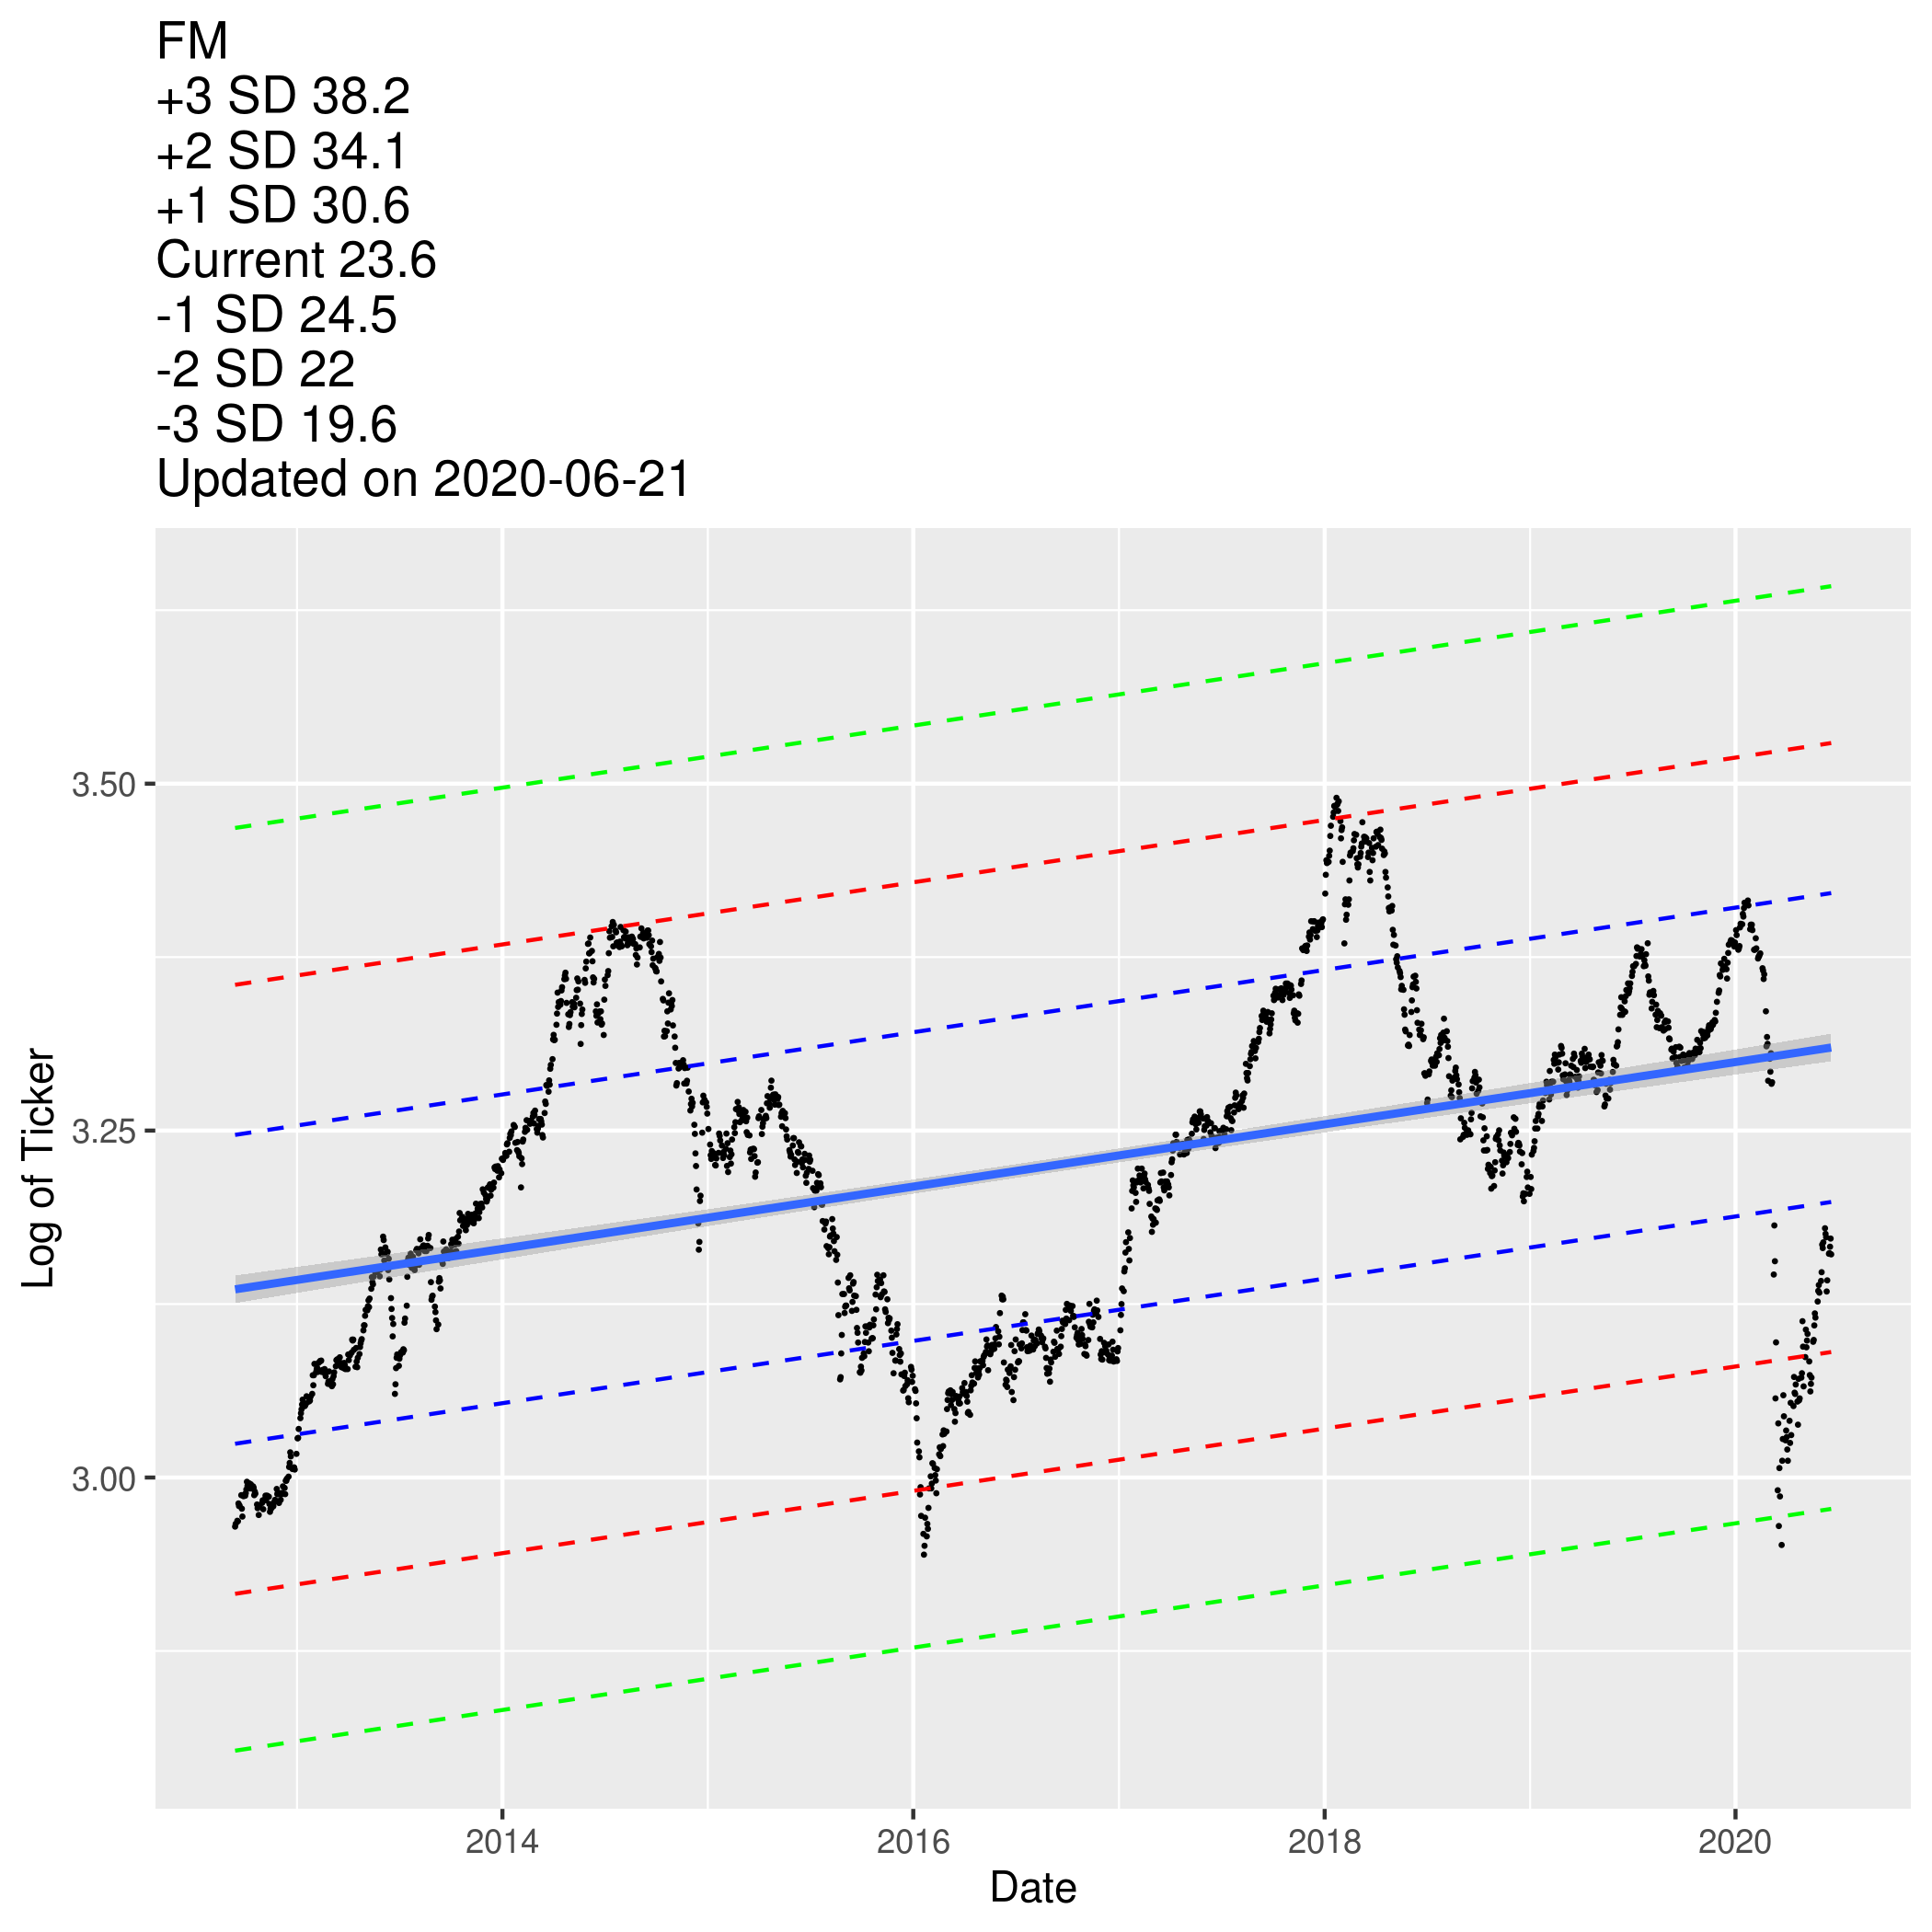 FM
+3 SD 38.2
+2 SD 34.1
+1 SD 30.6
Current 23.6
-1 SD 24.5
-2 SD 22
-3 SD 19.6
Updated on 2020-06-21
3.50
3.25
3.00
Log of Ticker
2014 2016 2018 2020
Date